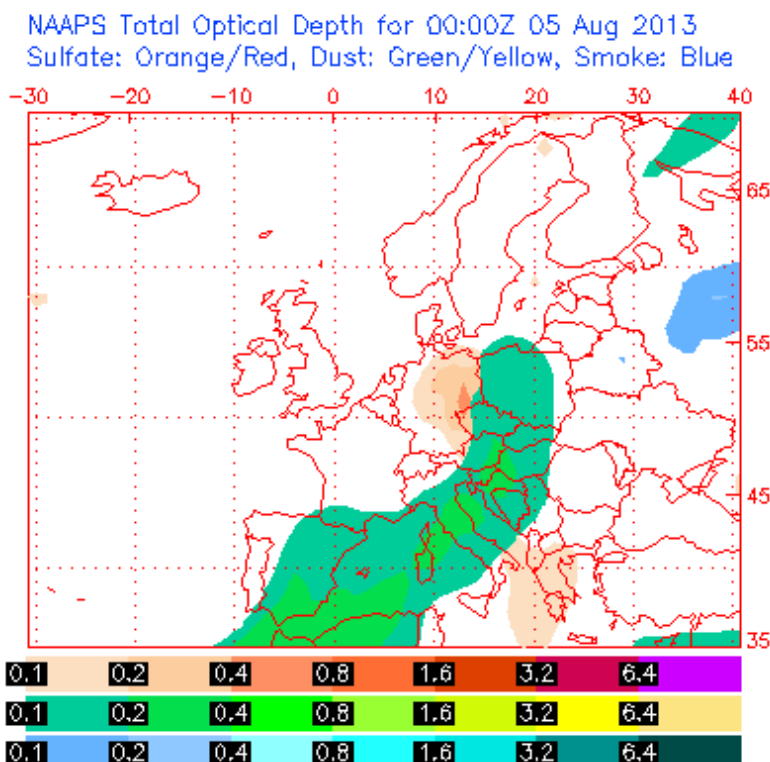 NAAPS Total Optical Depth for 00:00Z 05 Aug 2013
Sulfate: Orange/Red, Dust: Green/Yellow, Smoke: Blue
-30 -20 -10 0 10 20 30 40
65
55
45
35
0.1 0.2 0.4 0.8 1.6 3.2 6.4
0.1 0.2 0.4 0.8 1.6 3.2 6.4
0.1 0.2 0.4 0.8 1.6 3.2 6.4